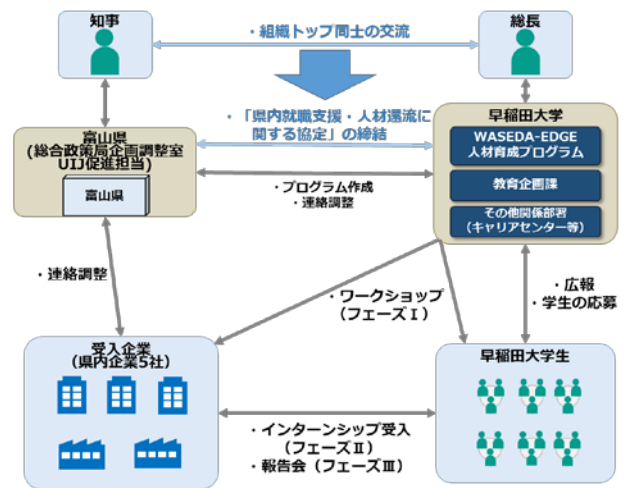 知事
・組織トップ同士の交流
総長
・「県内就職支援・人材還流に
関する協定」の締結
富山県
(総合政策局企画調整室
UIJ促進担当)
富山県
早稲田大学
WASEDA-EDGE
人材育成プログラム
教育企画課
その他関係部署
(キャリアセンター等)
・プログラム作成
・連絡調整
・連絡調整
・ワークショップ
(フェーズⅠ)
・広報
・学生の応募
受入企業
(県内企業5社)
早稲田大学生
・インターンシップ受入
(フェーズⅡ)
・報告会(フェーズⅢ)